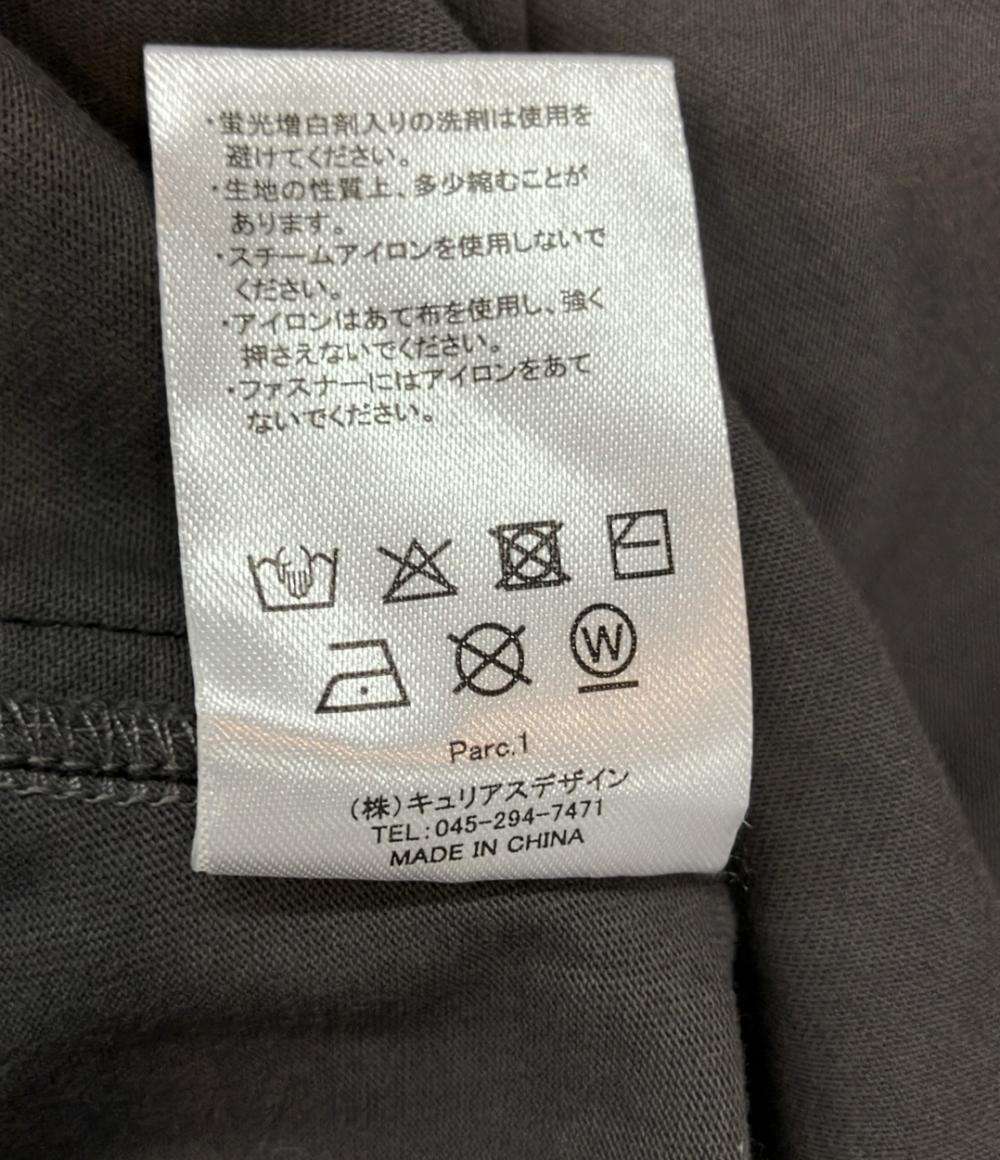 ・蛍光増白剤入りの洗剤は使用を
避けてください。
・生地の性質上、多少縮むことが
あります。
・スチームアイロンを使用しないで
ください。
・アイロンはあて布を使用し、強く
押さえないでください。
・ファスナーにはアイロンをあて
ないでください。
W
Parc.1
(株)キュリアスデザイン
TEL:045-294-7471
MADE IN CHINA